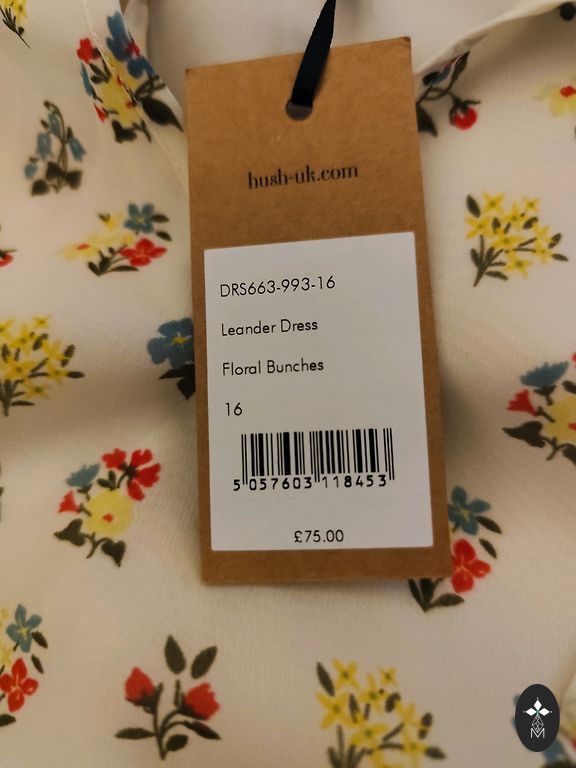 hush-uk.com
DRS663-993-16
Leander Dress
Floral Bunches
16
5 057603 118453
£75.00
M